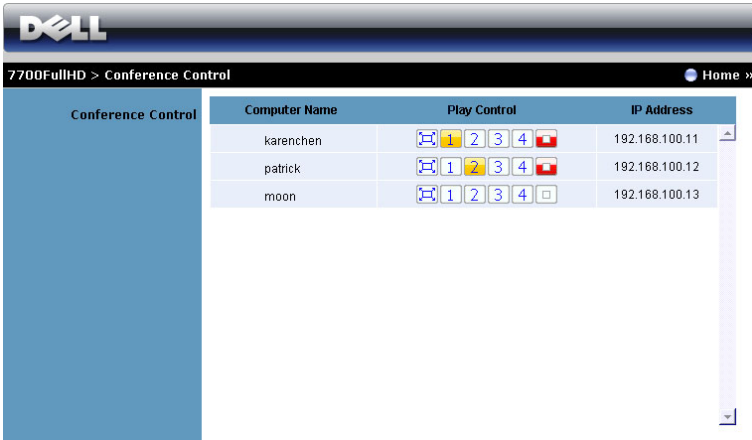 DELL
7700FullHD > Conference Control
Home »
Conference Control
Computer Name Play Control IP Address
karenchen 1 2 3 4 192.168.100.11
patrick 1 2 3 4 192.168.100.12
moon 1 2 3 4 192.168.100.13